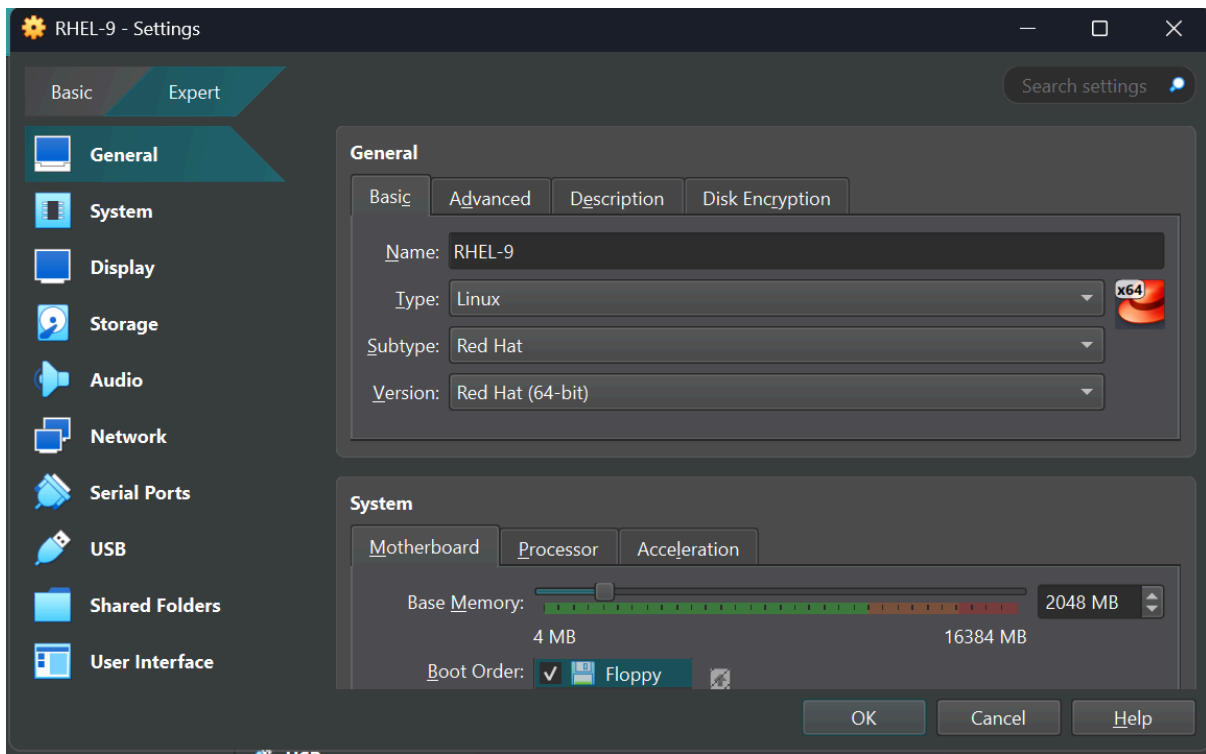 RHEL-9 - Settings
Basic
Expert
Search settings
General
System
Display
Storage
Audio
Network
Serial Ports
USB
Shared Folders
User Interface
General
Basic Advanced Description Disk Encryption
Name: RHEL-9
Type: Linux
x64
Subtype: Red Hat
Version: Red Hat (64-bit)
System
Motherboard Processor Acceleration
Base Memory: 2048 MB
4 MB 16384 MB
Boot Order: Floppy
OK Cancel Help
USB